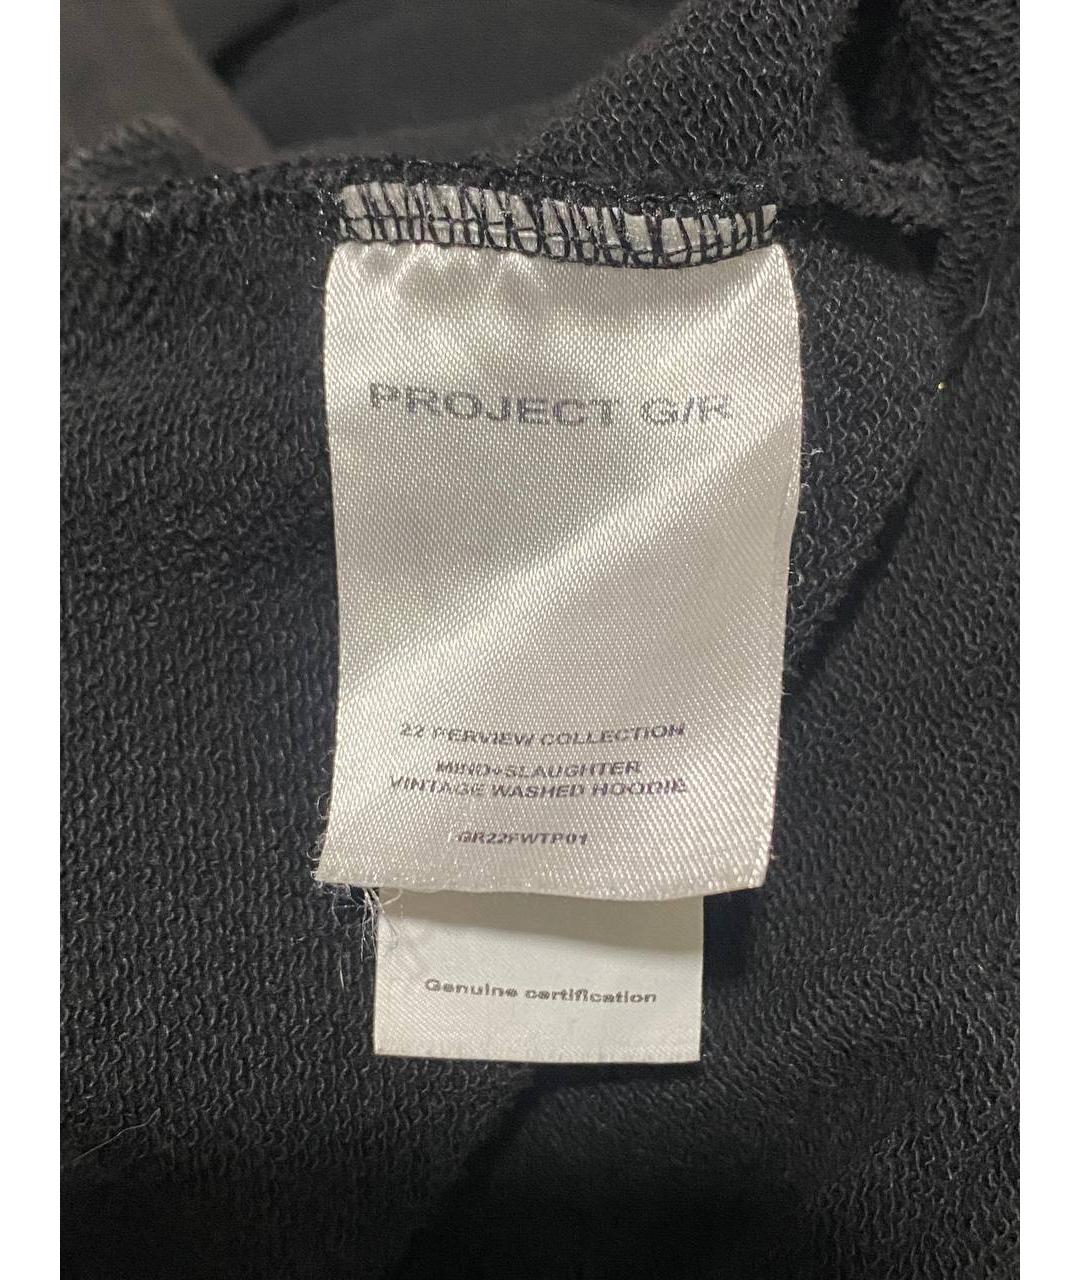 PROJECT G/R
22 PERVIEW COLLECTION
MIND+SLAUGHTER
VINTAGE WASHED HOODIE
GR22FWTP01
Genuine certification